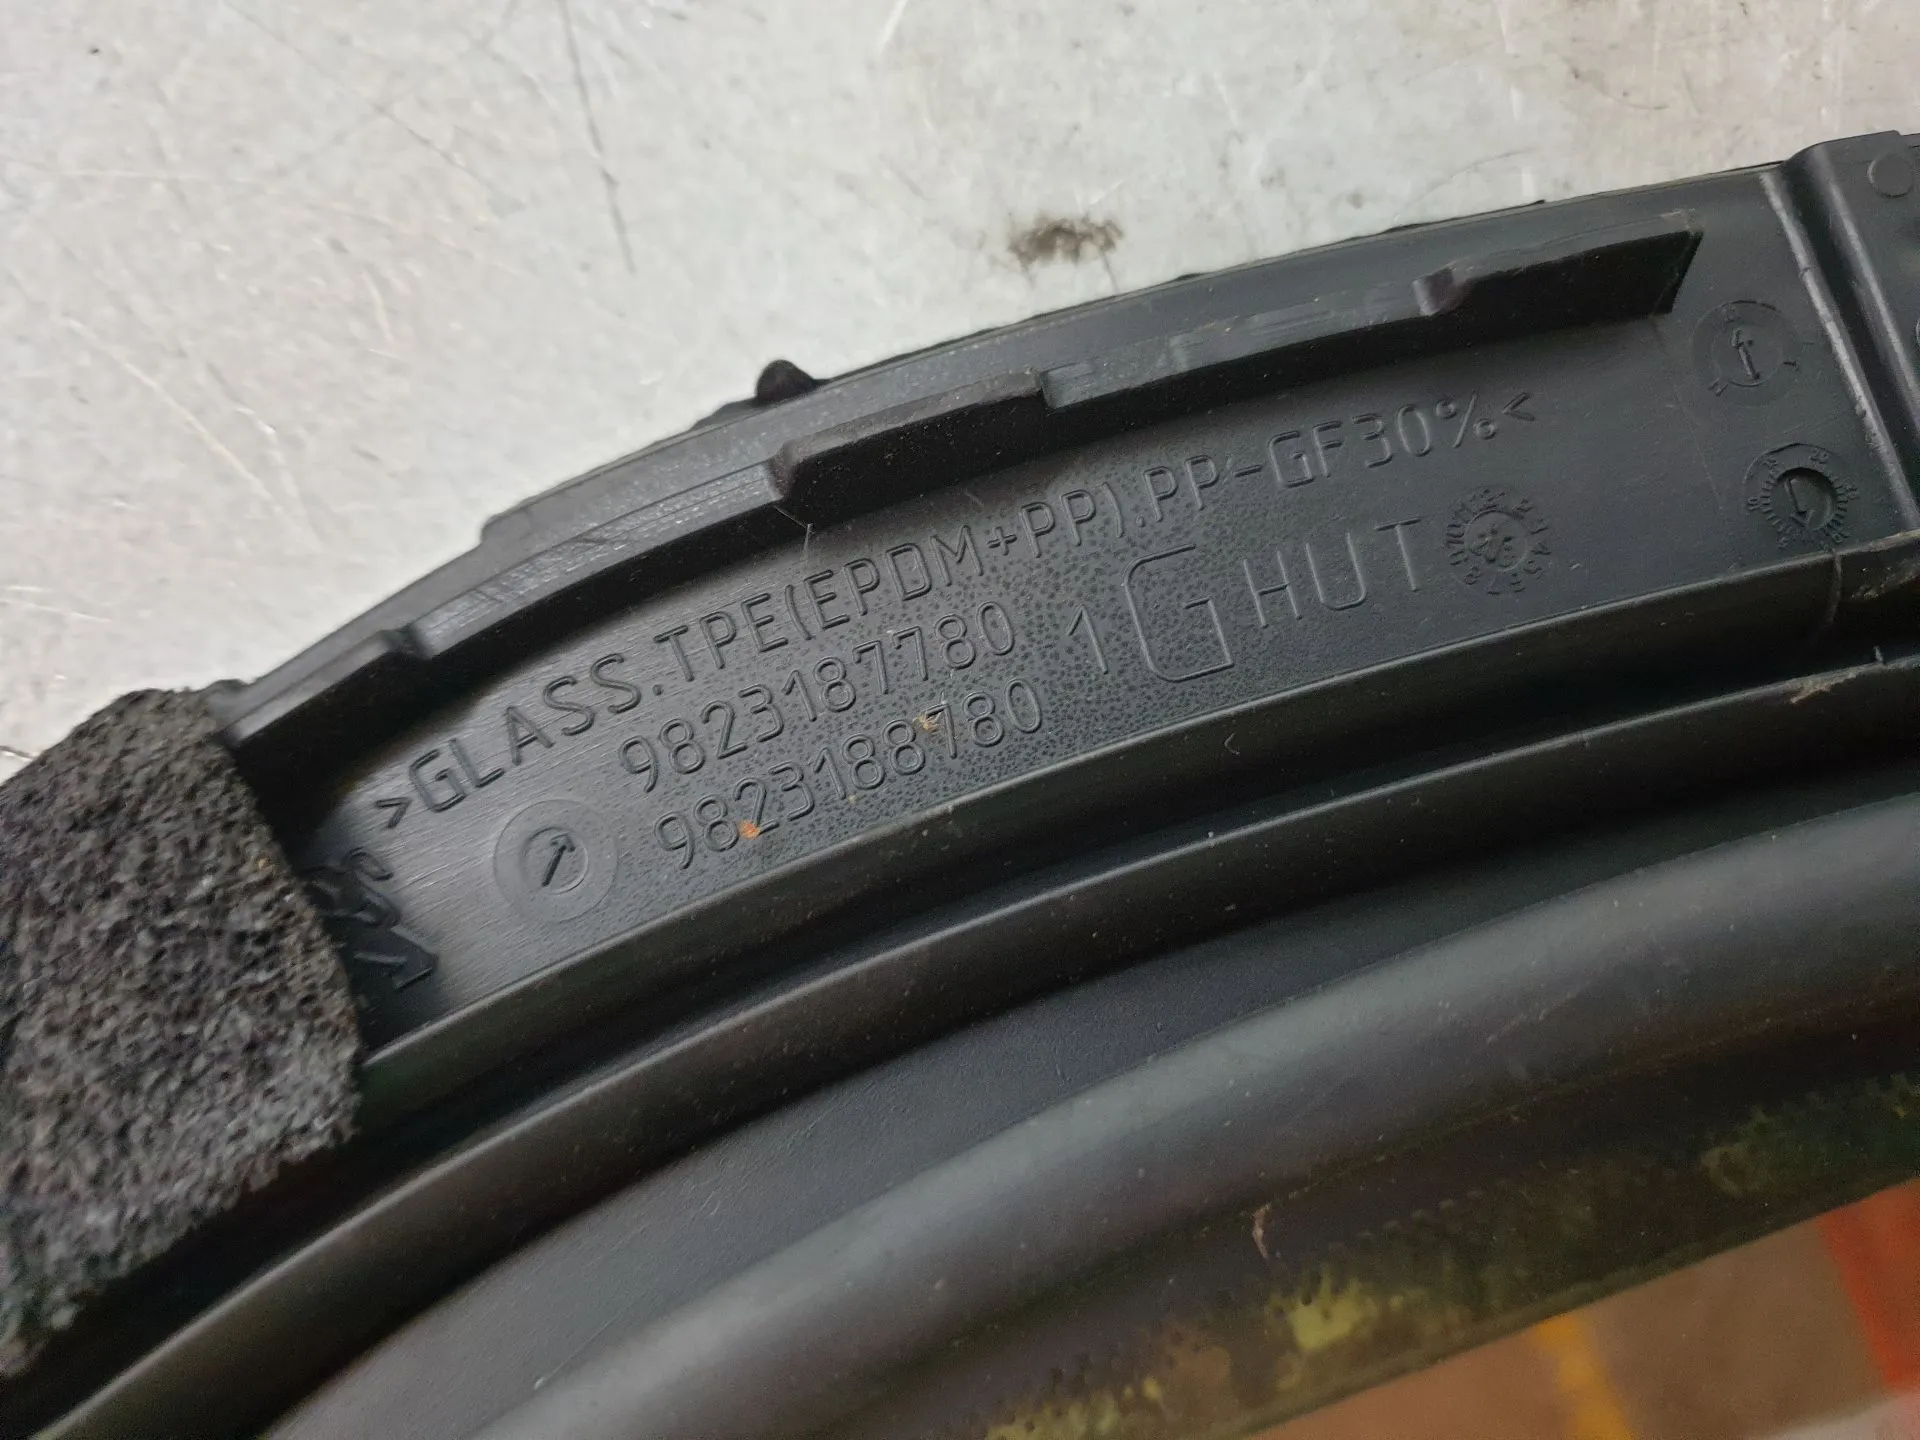 >GLASS.TPE(EPDM+PP).PP-GF30%<
9823187780
9823188780
1G HUT